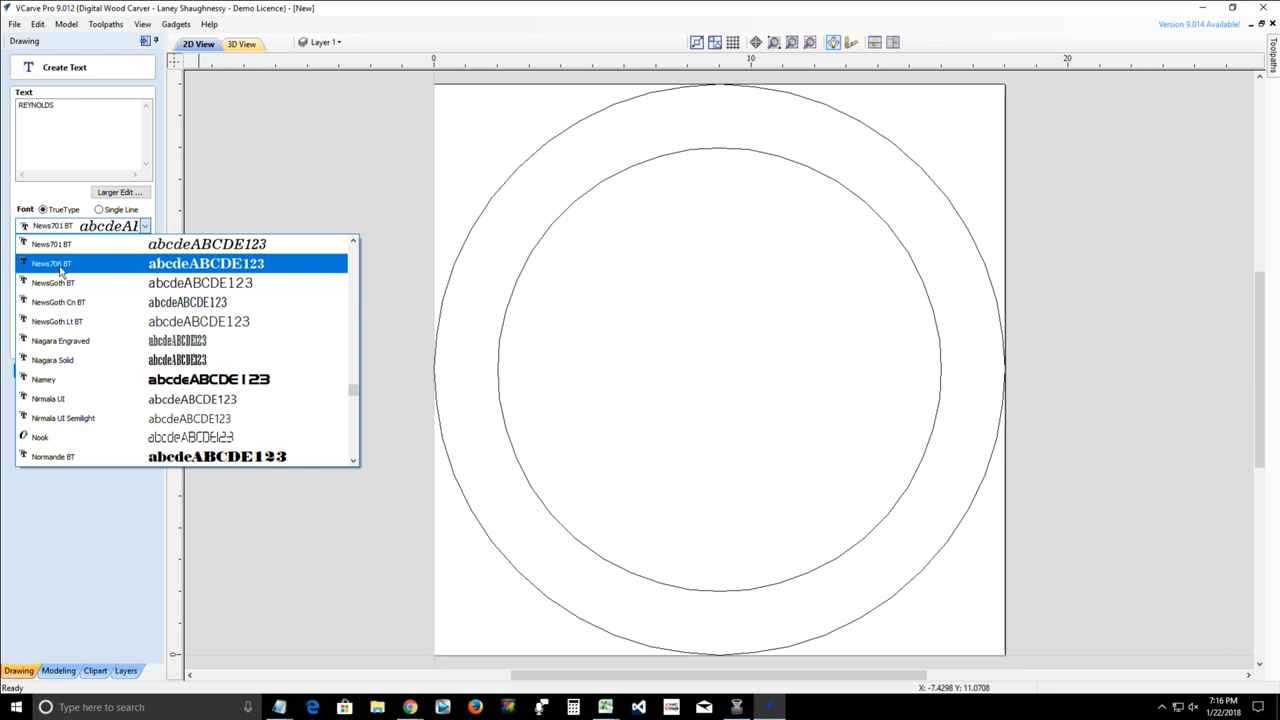 VCarve Pro 9.012 {Digital Wood Carver - Laney Shaughnessy - Demo Licence} - [New]
File Edit Model Toolpaths View Gadgets Help
Version 9.014 Available!
Drawing
2D View 3D View Layer 1
Toolpaths
Create Text
0 10 20
Text
REYNOLDS
Larger Edit ...
Font TrueType Single Line
News701 BT abcdeAI
News701 BT abcdeABCDE123
News706 BT abcdeABCDE123
NewsGoth BT abcdeABCDE123
NewsGoth Cn BT abcdeABCDE123
NewsGoth Lt BT abcdeABCDE123
Niagara Engraved abcdeABCDE123
Niagara Solid abcdeABCDE123
Niamey abcdeABCDE123
Nirmala UI abcdeABCDE123
Nirmala UI Semilight abcdeABCDE123
Nook abcdeABCDE123
Normande BT abcdeABCDE123
0
Drawing Modeling Clipart Layers
Ready
X: -7.4298 Y: 11.0708
Type here to search
7:16 PM
1/22/2018